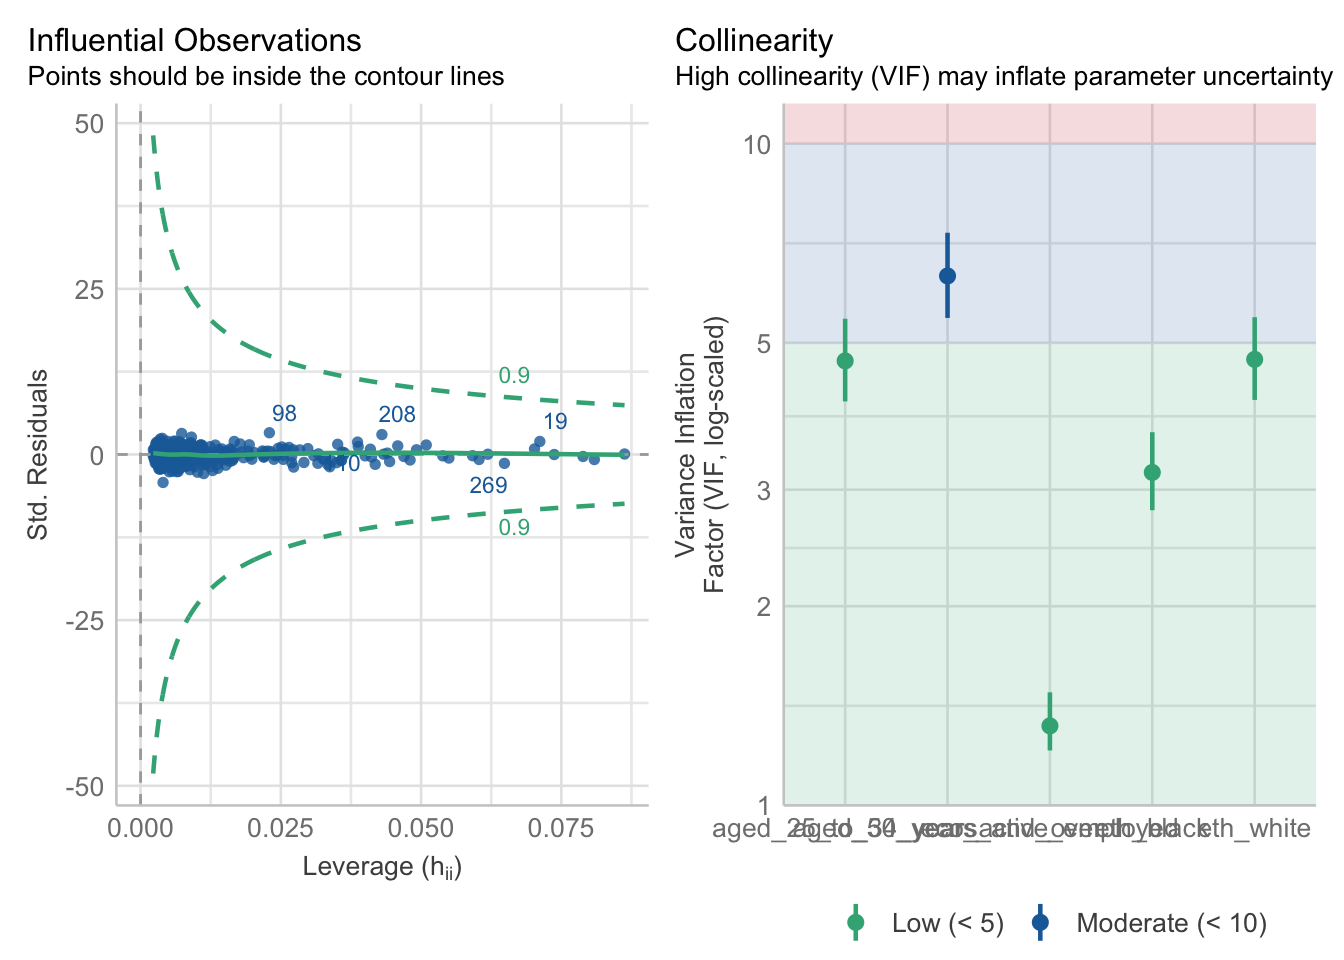 Influential Observations
Points should be inside the contour lines
Std. Residuals
50
25
0
-25
-50
0.9
98
208
19
10
269
0.9
0.000
0.025
0.050
0.075
Leverage (hii)
Collinearity
High collinearity (VIF) may inflate parameter uncertainty
Variance Inflation
Factor (VIF, log-scaled)
10
5
3
2
1
eth_white
Low (< 5)
Moderate (< 10)